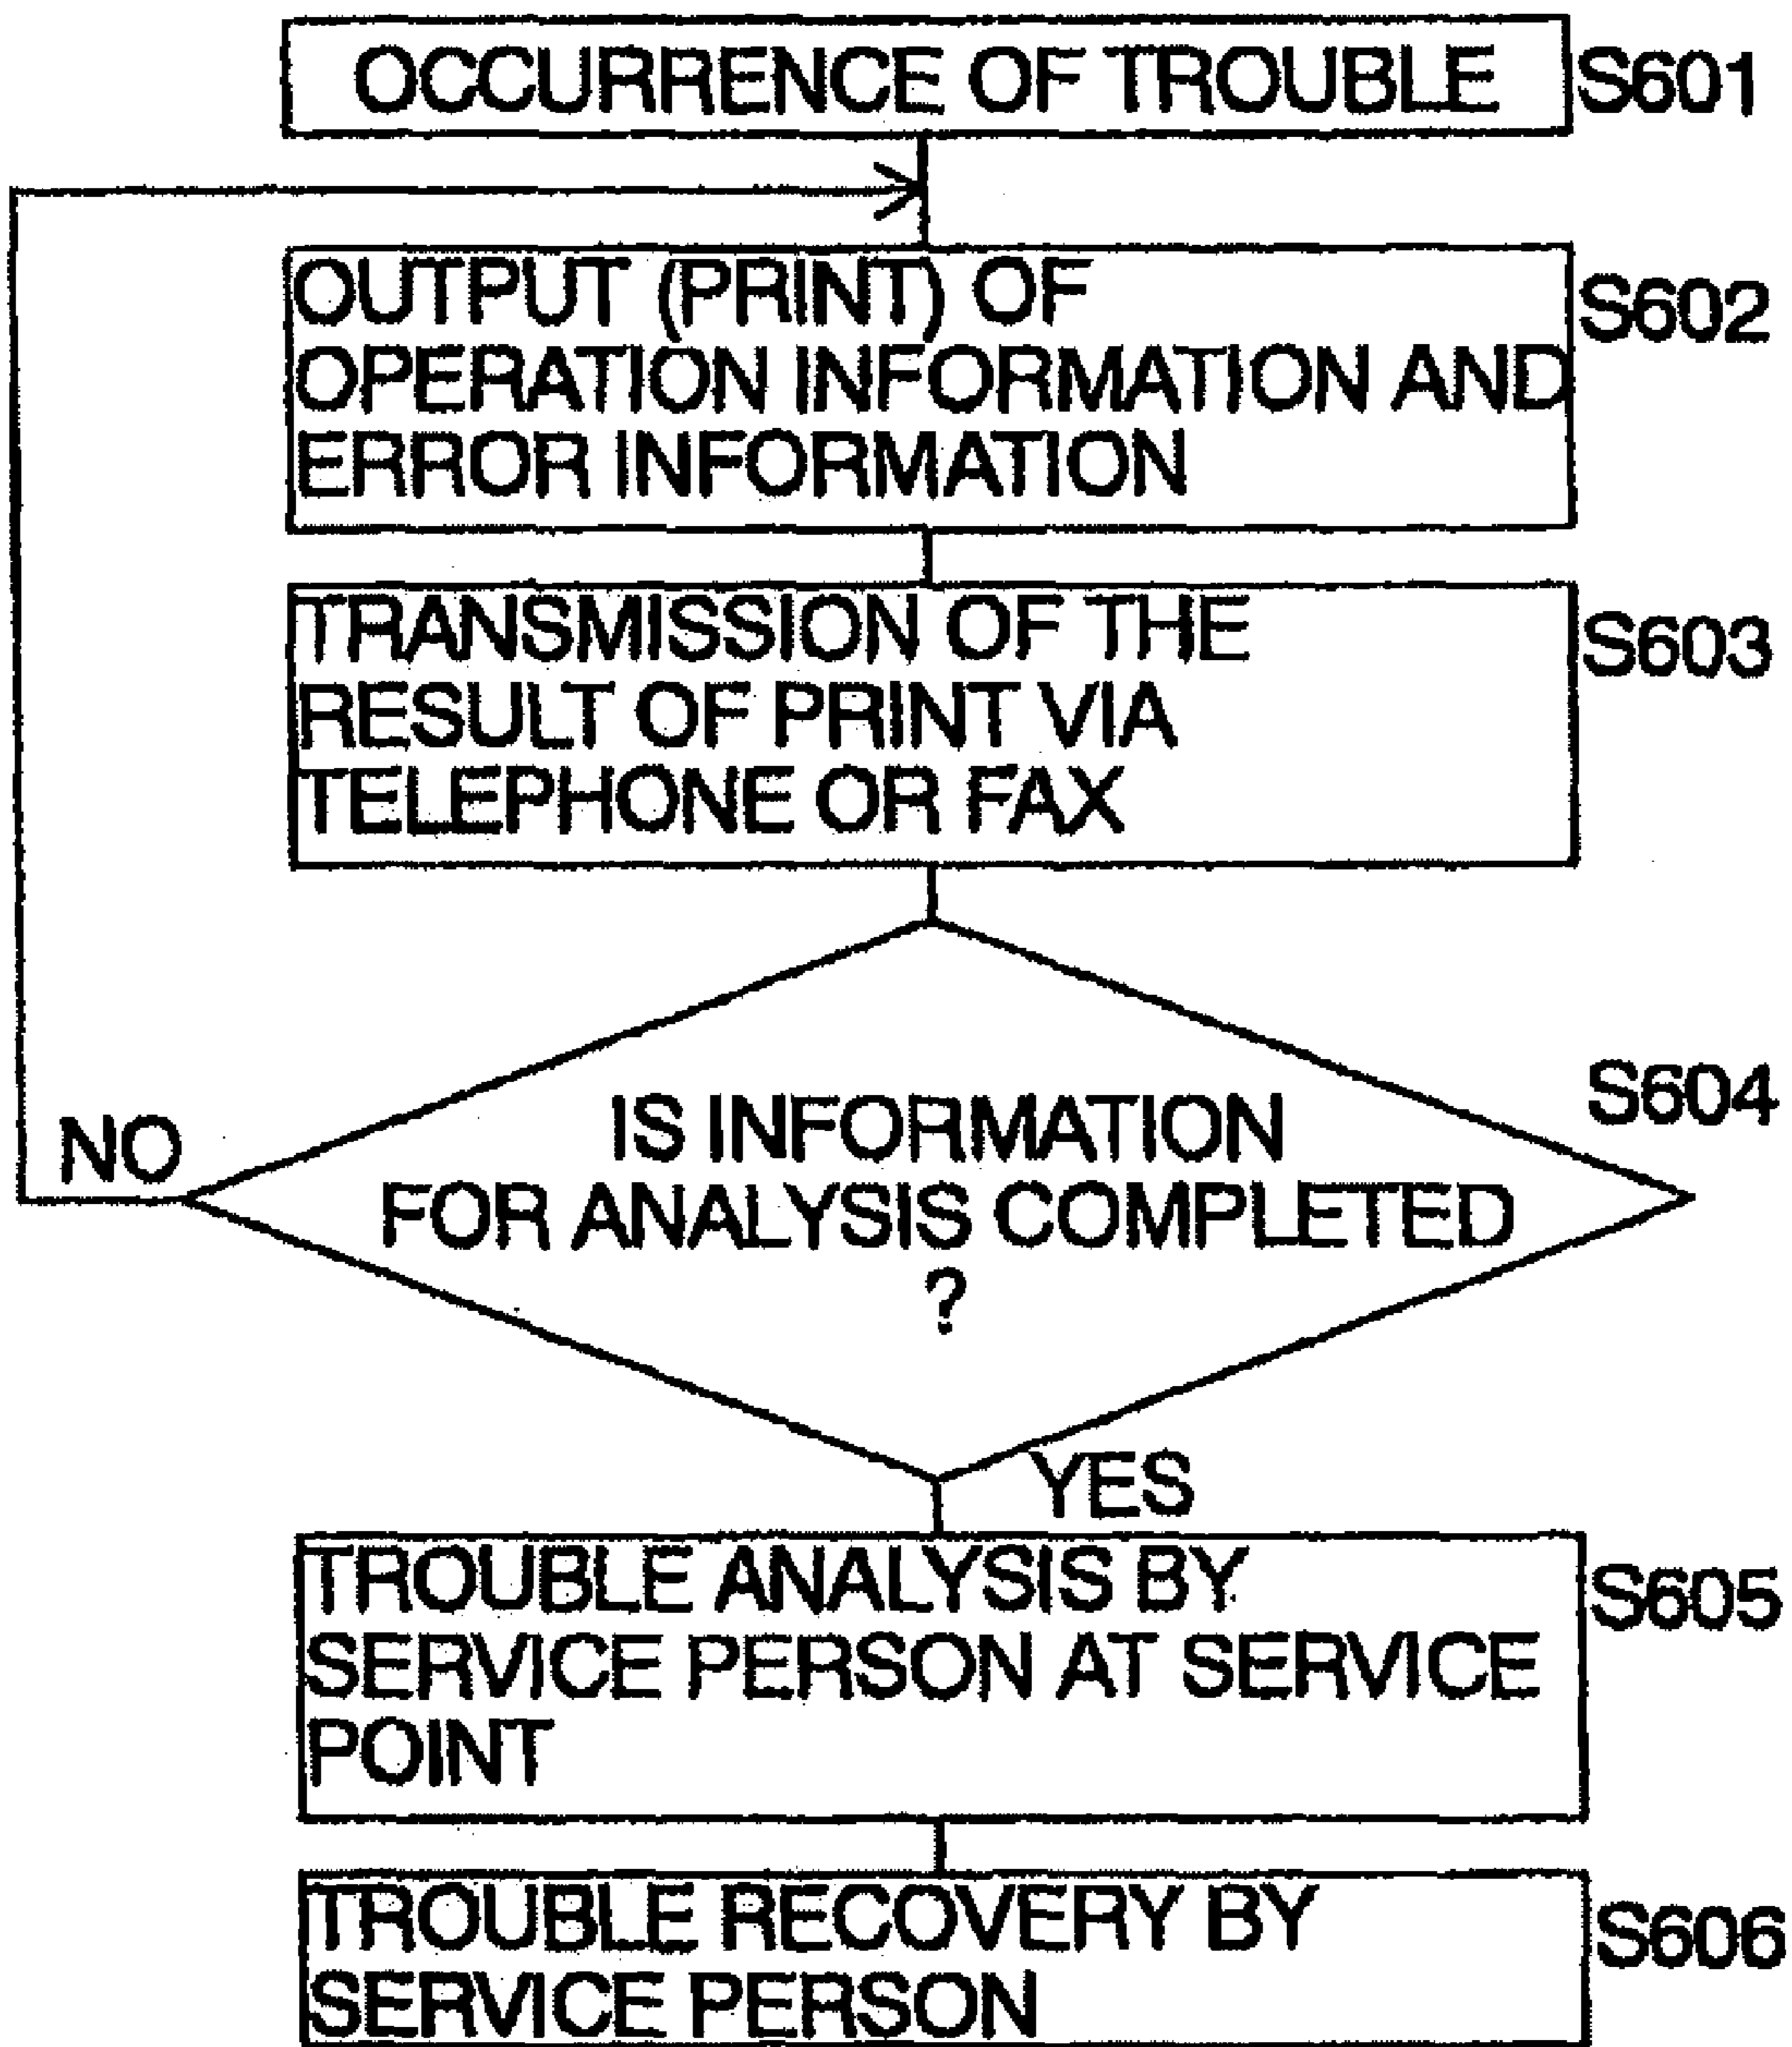 OCCURRENCE OF TROUBLE
S601
OUTPUT (PRINT) OF
OPERATION INFORMATION AND
ERROR INFORMATION
S602
TRANSMISSION OF THE
RESULT OF PRINT VIA
TELEPHONE OR FAX
S603
IS INFORMATION
FOR ANALYSIS COMPLETED
?
S604
NO
YES
TROUBLE ANALYSIS BY
SERVICE PERSON AT SERVICE
POINT
S605
TROUBLE RECOVERY BY
SERVICE PERSON
S606